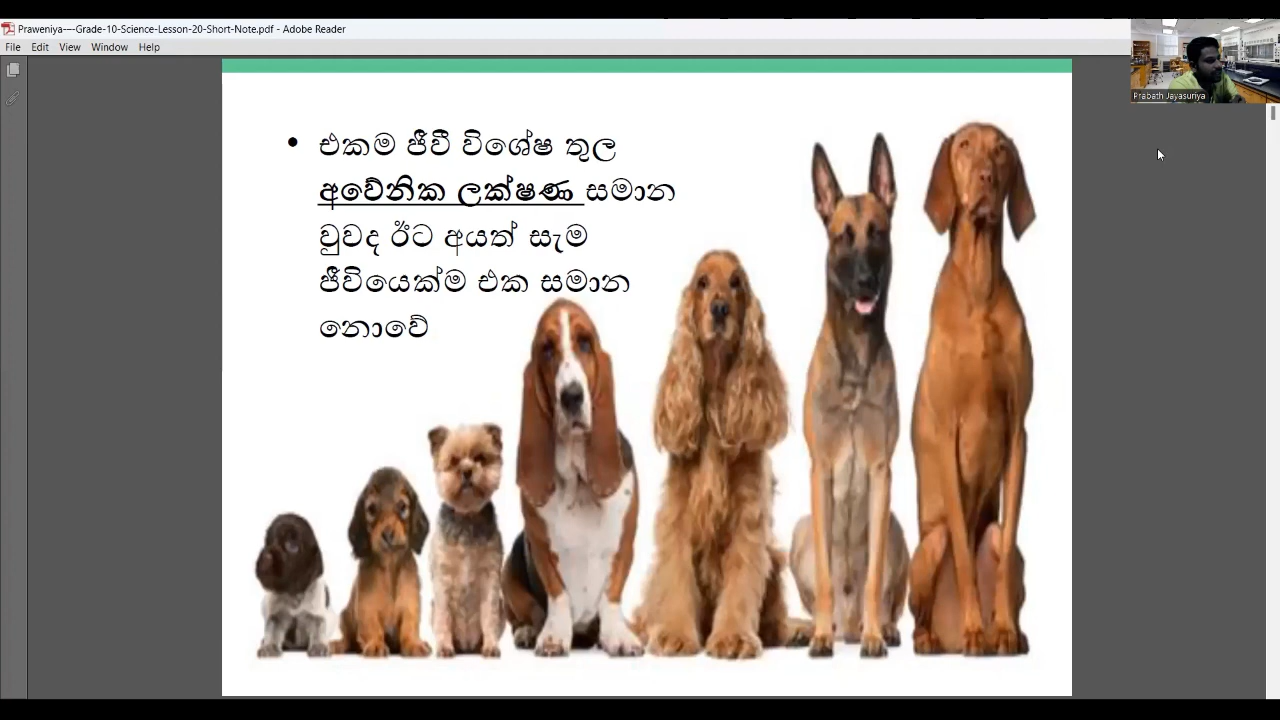 Praweniya---Grade-10-Science-Lesson-20-Short-Note.pdf - Adobe Reader
File Edit View Window Help
Prabath Jayasuriya
• එකම ජීවී විශේෂ තුල
අවේනික ලක්ෂණ සමාන
වුවද ඊට අයත් සැම
ජීවියෙක්ම එක සමාන
නොවේ